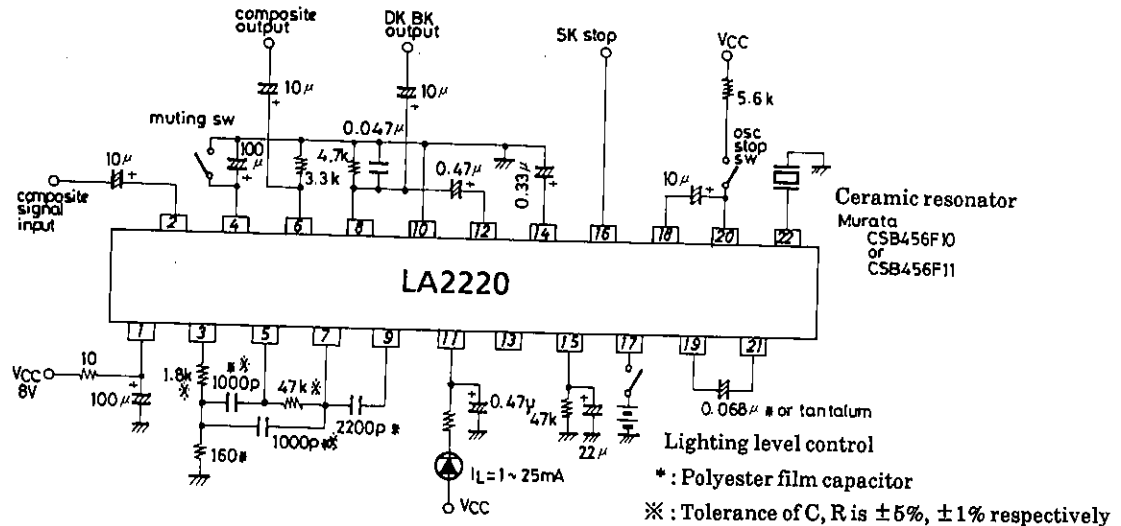 composite
output
DK BK
output
SK stop
VCC
10μ
10μ
5.6k
muting sw
0.047μ
osc
stop
sw
100
μ
4.7k
3.3k
0.47μ
0.33μ
10μ
10μ
composite
signal
input
Ceramic resonator
Murata
CSB456F10
or
CSB456F11
2
4
6
8
10
12
14
16
18
20
22
LA2220
1
3
5
7
9
11
13
15
17
19
21
VCC
8V
10
100μ
1.8k
※
*※
1000p
47k※
1000p*※
2200p*
160*
0.47μ
47k
22μ
0.068μ * or tantalum
IL=1~25mA
VCC
Lighting level control
* : Polyester film capacitor
※ : Tolerance of C, R is ±5%, ±1% respectively